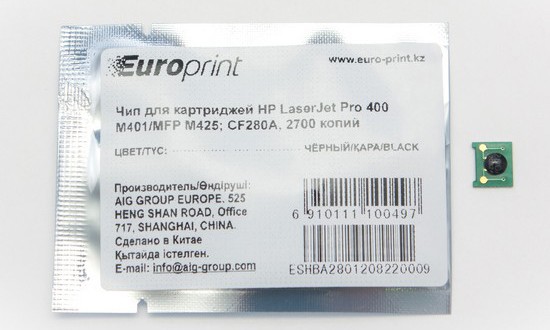 Europrint
www.euro-print.kz
Чип для картриджей HP LaserJet Pro 400
M401/MFP M425; CF280A, 2700 копий
ЦВЕТ/ТҮС: ЧЁРНЫЙ/ҚАРА/BLACK
Производитель/Өндіруші:
AIG GROUP EUROPE. 525
HENG SHAN ROAD, Office
717, SHANGHAI, CHINA.
Сделано в Китае
Қытайда істелген.
E-mail: info@aig-group.com
6 910111 100497
ESHBA2801208220009